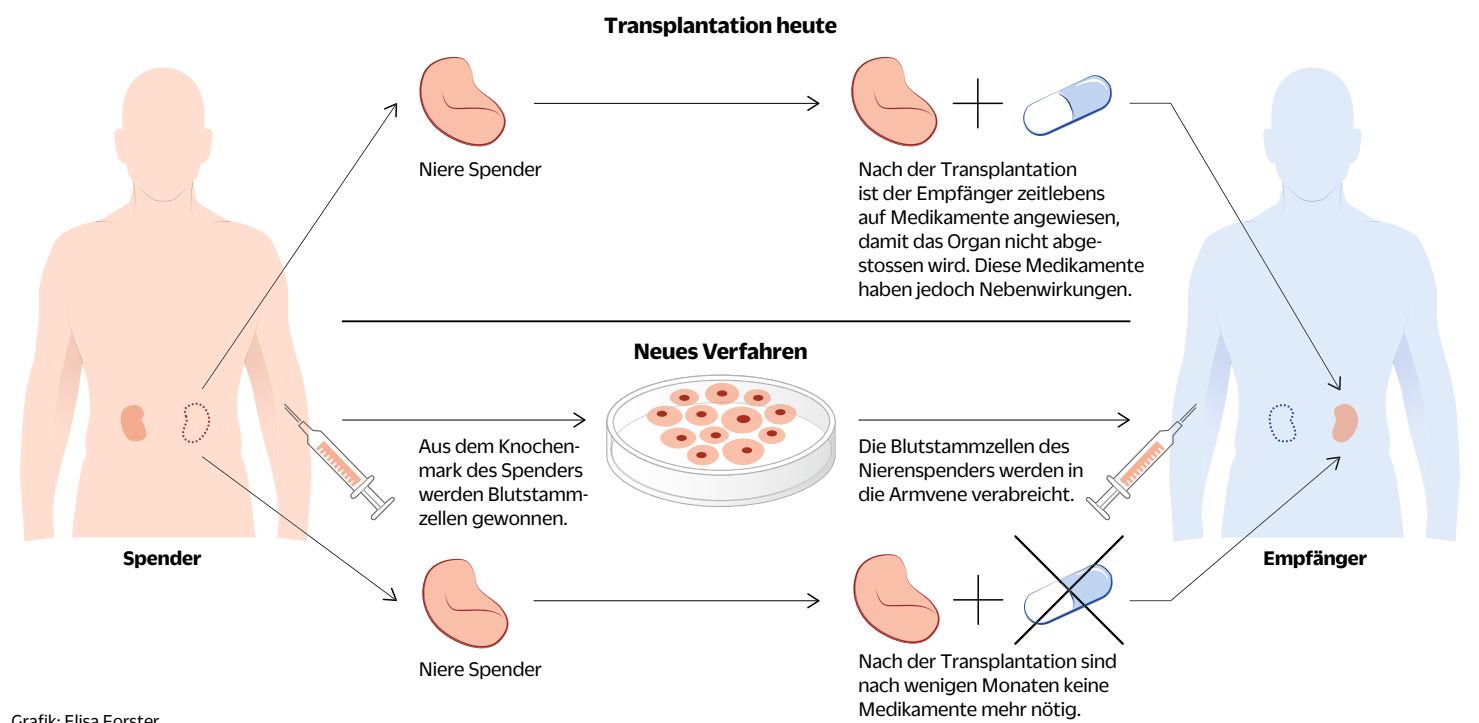 Transplantation heute
Niere Spender
Nach der Transplantation
ist der Empfänger zeitlebens
auf Medikamente angewiesen,
damit das Organ nicht abge-
stossen wird. Diese Medikamente
haben jedoch Nebenwirkungen.
Neues Verfahren
Aus dem Knochen-
mark des Spenders
werden Blutstamm-
zellen gewonnen.
Die Blutstammzellen des
Nierenspenders werden in
die Armvene verabreicht.
Spender
Empfänger
Niere Spender
Nach der Transplantation sind
nach wenigen Monaten keine
Medikamente mehr nötig.
Grafik: Elisa Forster